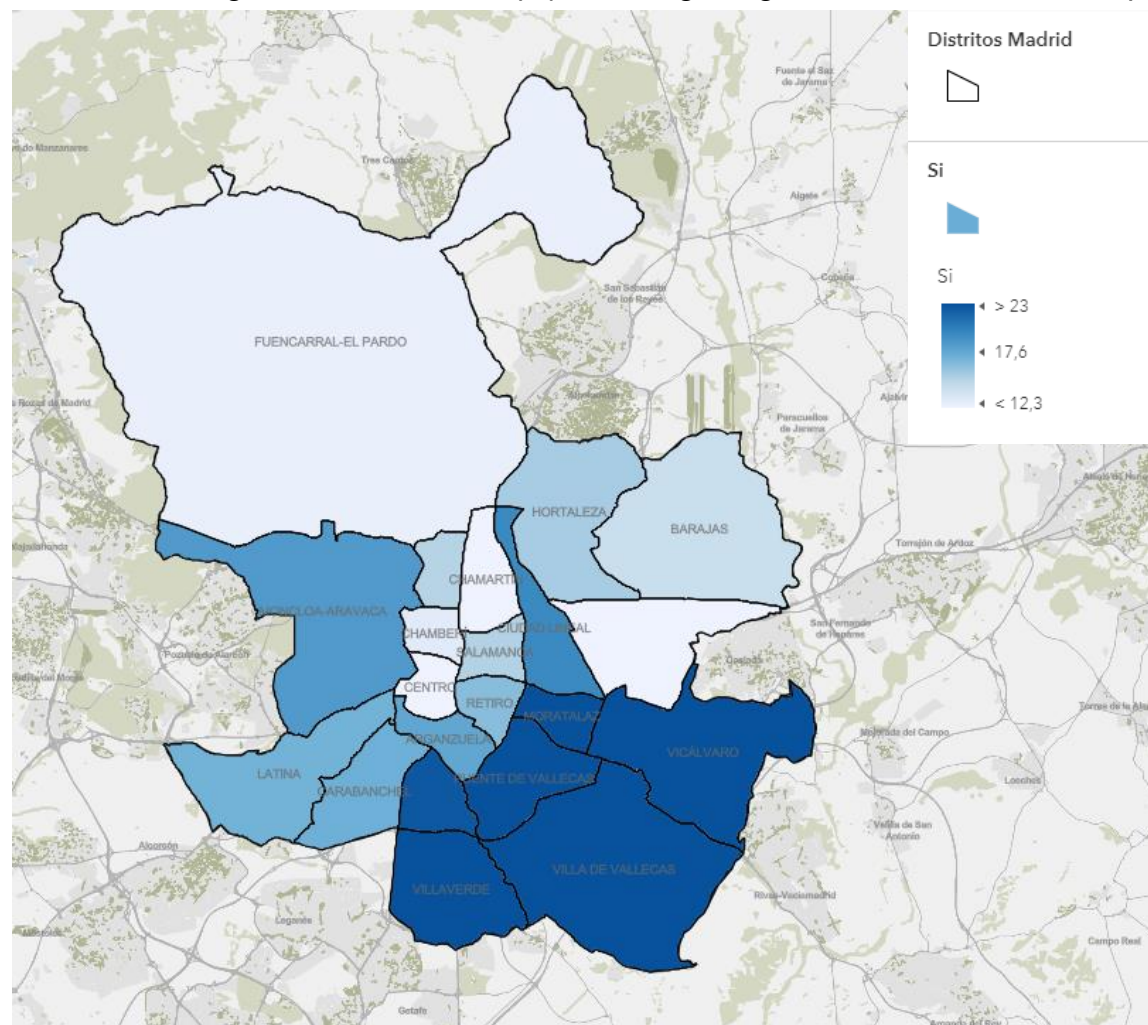 Distritos Madrid
Si
Si
> 23
17,6
< 12,3
Fuente el Saz
de Jarama
Tres Cantos
Algete
Cobeña
San Sebastián
de los Reyes
FUENCARRAL-EL PARDO
Alcobendas
Paracuellos
de Jarama
HORTALEZA
BARAJAS
Torrejón de Ardoz
CHAMARTÍN
MONCLOA-ARAVACA
CHAMBERÍ
CIUDAD LINEAL
San Fernando
de Henares
SALAMANCA
Pozuelo de Alarcón
Coslada
CENTRO
RETIRO
MORATALAZ
ARGANZUELA
VICÁLVARO
Mejorada del Campo
LATINA
PUENTE DE VALLECAS
Loeches
CARABANCHEL
Velilla de San
Antonio
Alcorcón
VILLA DE VALLECAS
VILLAVERDE
Rivas-Vaciamadrid
Leganés
Móstoles
Campo Real
Getafe